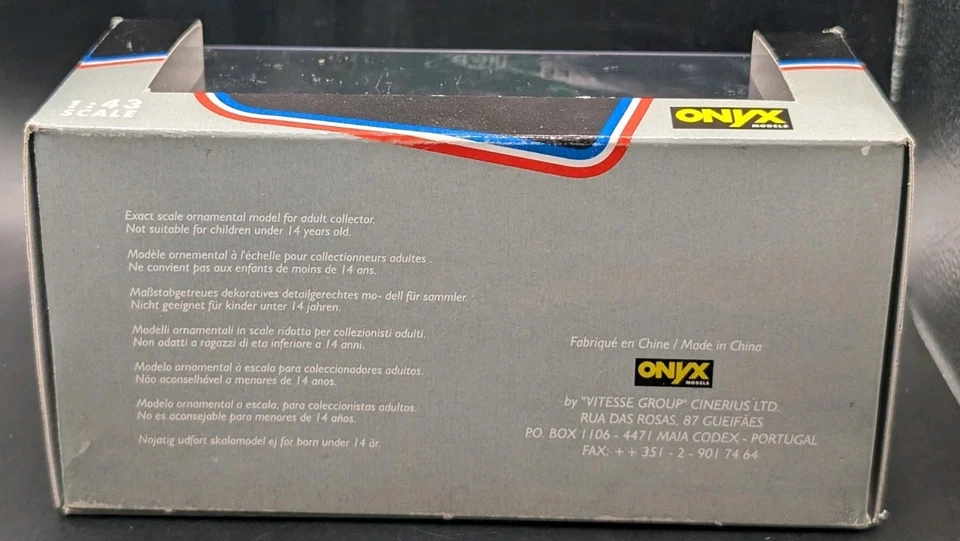 1:43
SCALE
ONYX
MODELS
Exact scale ornamental model for adult collector.
Not suitable for children under 14 years old.
Modèle ornemental à l'échelle pour collectionneurs adultes .
Ne convient pas aux enfants de moins de 14 ans.
Maßstabgetreues dekoratives detailgerechtes mo- dell für sammler.
Nicht geeignet für kinder unter 14 jahren.
Modelli ornamentali in scale ridotta per collezionisti adulti.
Non adatti a ragazzi di eta inferiore a 14 anni.
Modelo ornamental à escala para coleccionadores adultos.
Não aconselhável a menores de 14 anos.
Modelo ornamental a escala, para coleccionistas adultos.
No es aconsejable para menores de 14 años.
Nojatig udfort skalamodel ej for born under 14 år.
Fabriqué en Chine / Made in China
ONYX
MODELS
by "VITESSE GROUP" CINERIUS LTD.
RUA DAS ROSAS, 87 GUEIFÃES
P.O. BOX 1106 - 4471 MAIA CODEX - PORTUGAL
FAX: ++ 351 - 2 - 901 74 64